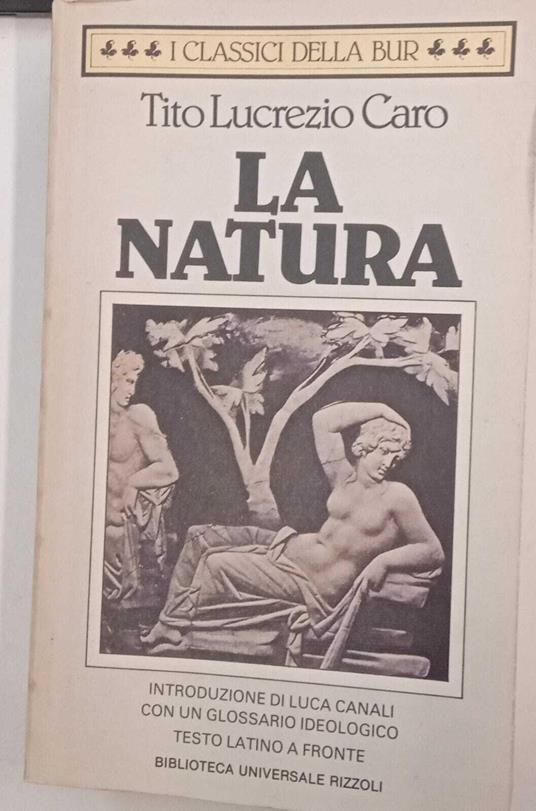 I CLASSICI DELLA BUR
Tito Lucrezio Caro
LA
NATURA
INTRODUZIONE DI LUCA CANALI
CON UN GLOSSARIO IDEOLOGICO
TESTO LATINO A FRONTE
BIBLIOTECA UNIVERSALE RIZZOLI